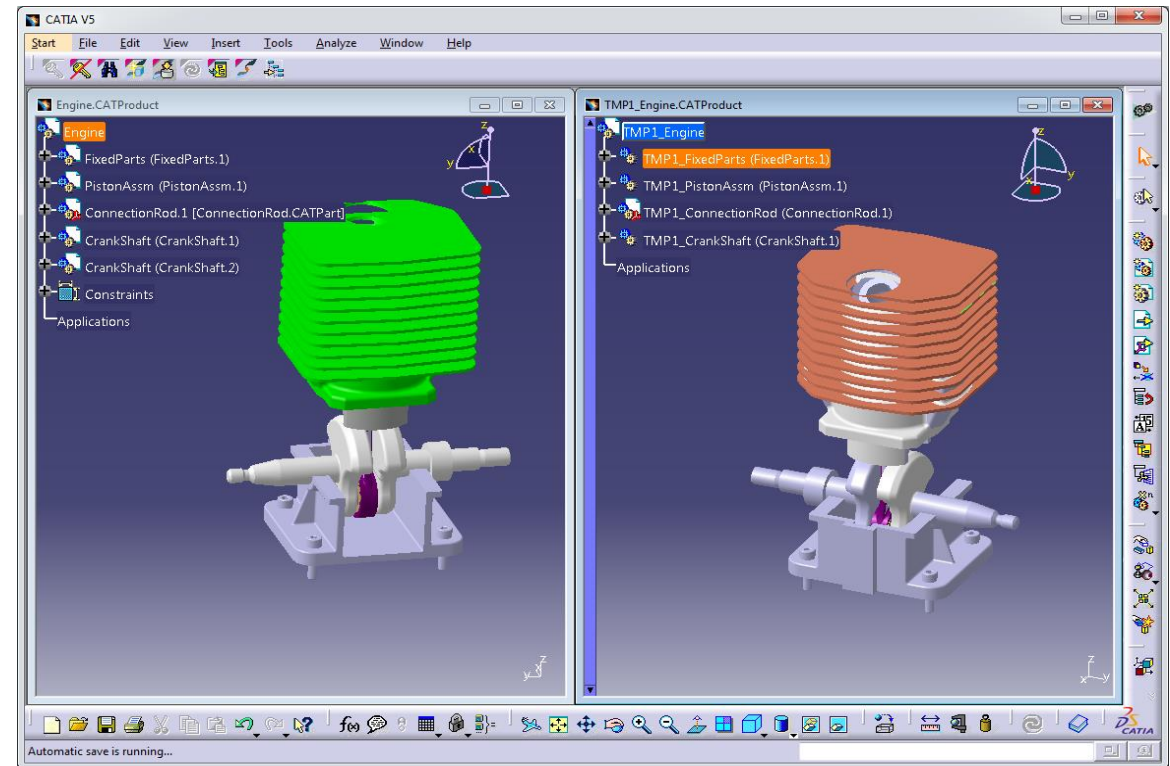 CATIA V5
Start File Edit View Insert Tools Analyze Window Help
Engine.CATProduct
Engine
FixedParts (FixedParts.1)
PistonAssm (PistonAssm.1)
ConnectionRod.1 [ConnectionRod.CATPart]
CrankShaft (CrankShaft.1)
CrankShaft (CrankShaft.2)
Constraints
Applications
z
x
y
z
y x
TMP1_Engine.CATProduct
TMP1_Engine
TMP1_FixedParts (FixedParts.1)
TMP1_PistonAssm (PistonAssm.1)
TMP1_ConnectionRod (ConnectionRod.1)
TMP1_CrankShaft (CrankShaft.1)
Applications
z
x y
z
x y
f(x)
CATIA
Automatic save is running...